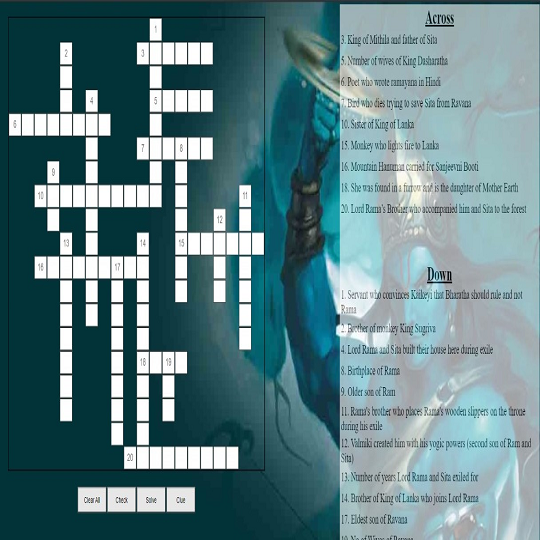 Across
3. King of Mithila and father of Sita
5. Number of wives of King Dasharatha
6. Poet who wrote ramayana in Hindi
7. Bird who dies trying to save Sita from Ravana
10. Sister of King of Lanka
15. Monkey who lights fire to Lanka
16. Mountain Hanuman carried for Sanjeevni Booti
18. She was found in a furrow and is the daughter of Mother Earth
20. Lord Rama's Brother who accompanied him and Sita to the forest
Down
1. Servant who convinces Kaikeyi that Bharatha should rule and not
Rama
2. Brother of monkey King Sugriva
4. Lord Rama and Sita built their house here during exile
8. Birthplace of Rama
9. Older son of Ram
11. Rama's brother who places Rama's wooden slippers on the throne
during his exile
12. Valmiki created him with his yogic powers (second son of Ram and
Sita)
13. Number of years Lord Rama and Sita exiled for
14. Brother of King of Lanka who joins Lord Rama
17. Eldest son of Ravana
1
2
3
4
5
6
7
8
9
10
11
12
13
14
15
16
17
18
19
20
Clear All
Check
Solve
Clue